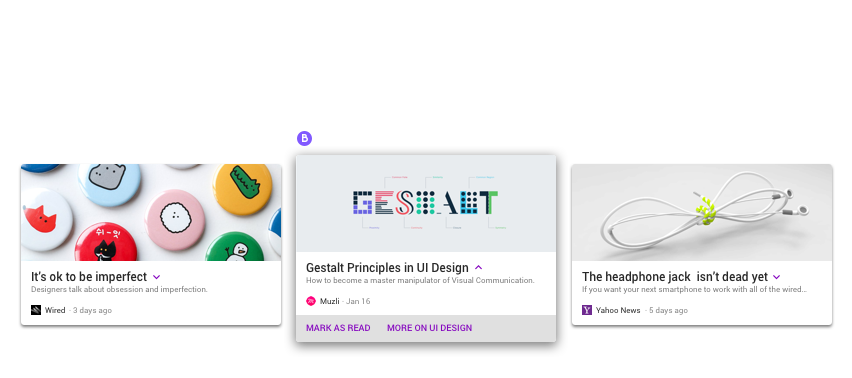 B
쉬-익
GESTALT
It's ok to be imperfect
Designers talk about obsession and imperfection.
Wired · 3 days ago
Gestalt Principles in UI Design
How to become a master manipulator of Visual Communication.
Muzli · Jan 16
MARK AS READ MORE ON UI DESIGN
The headphone jack isn't dead yet
If you want your next smartphone to work with all of the wired...
Y
Yahoo News · 5 days ago